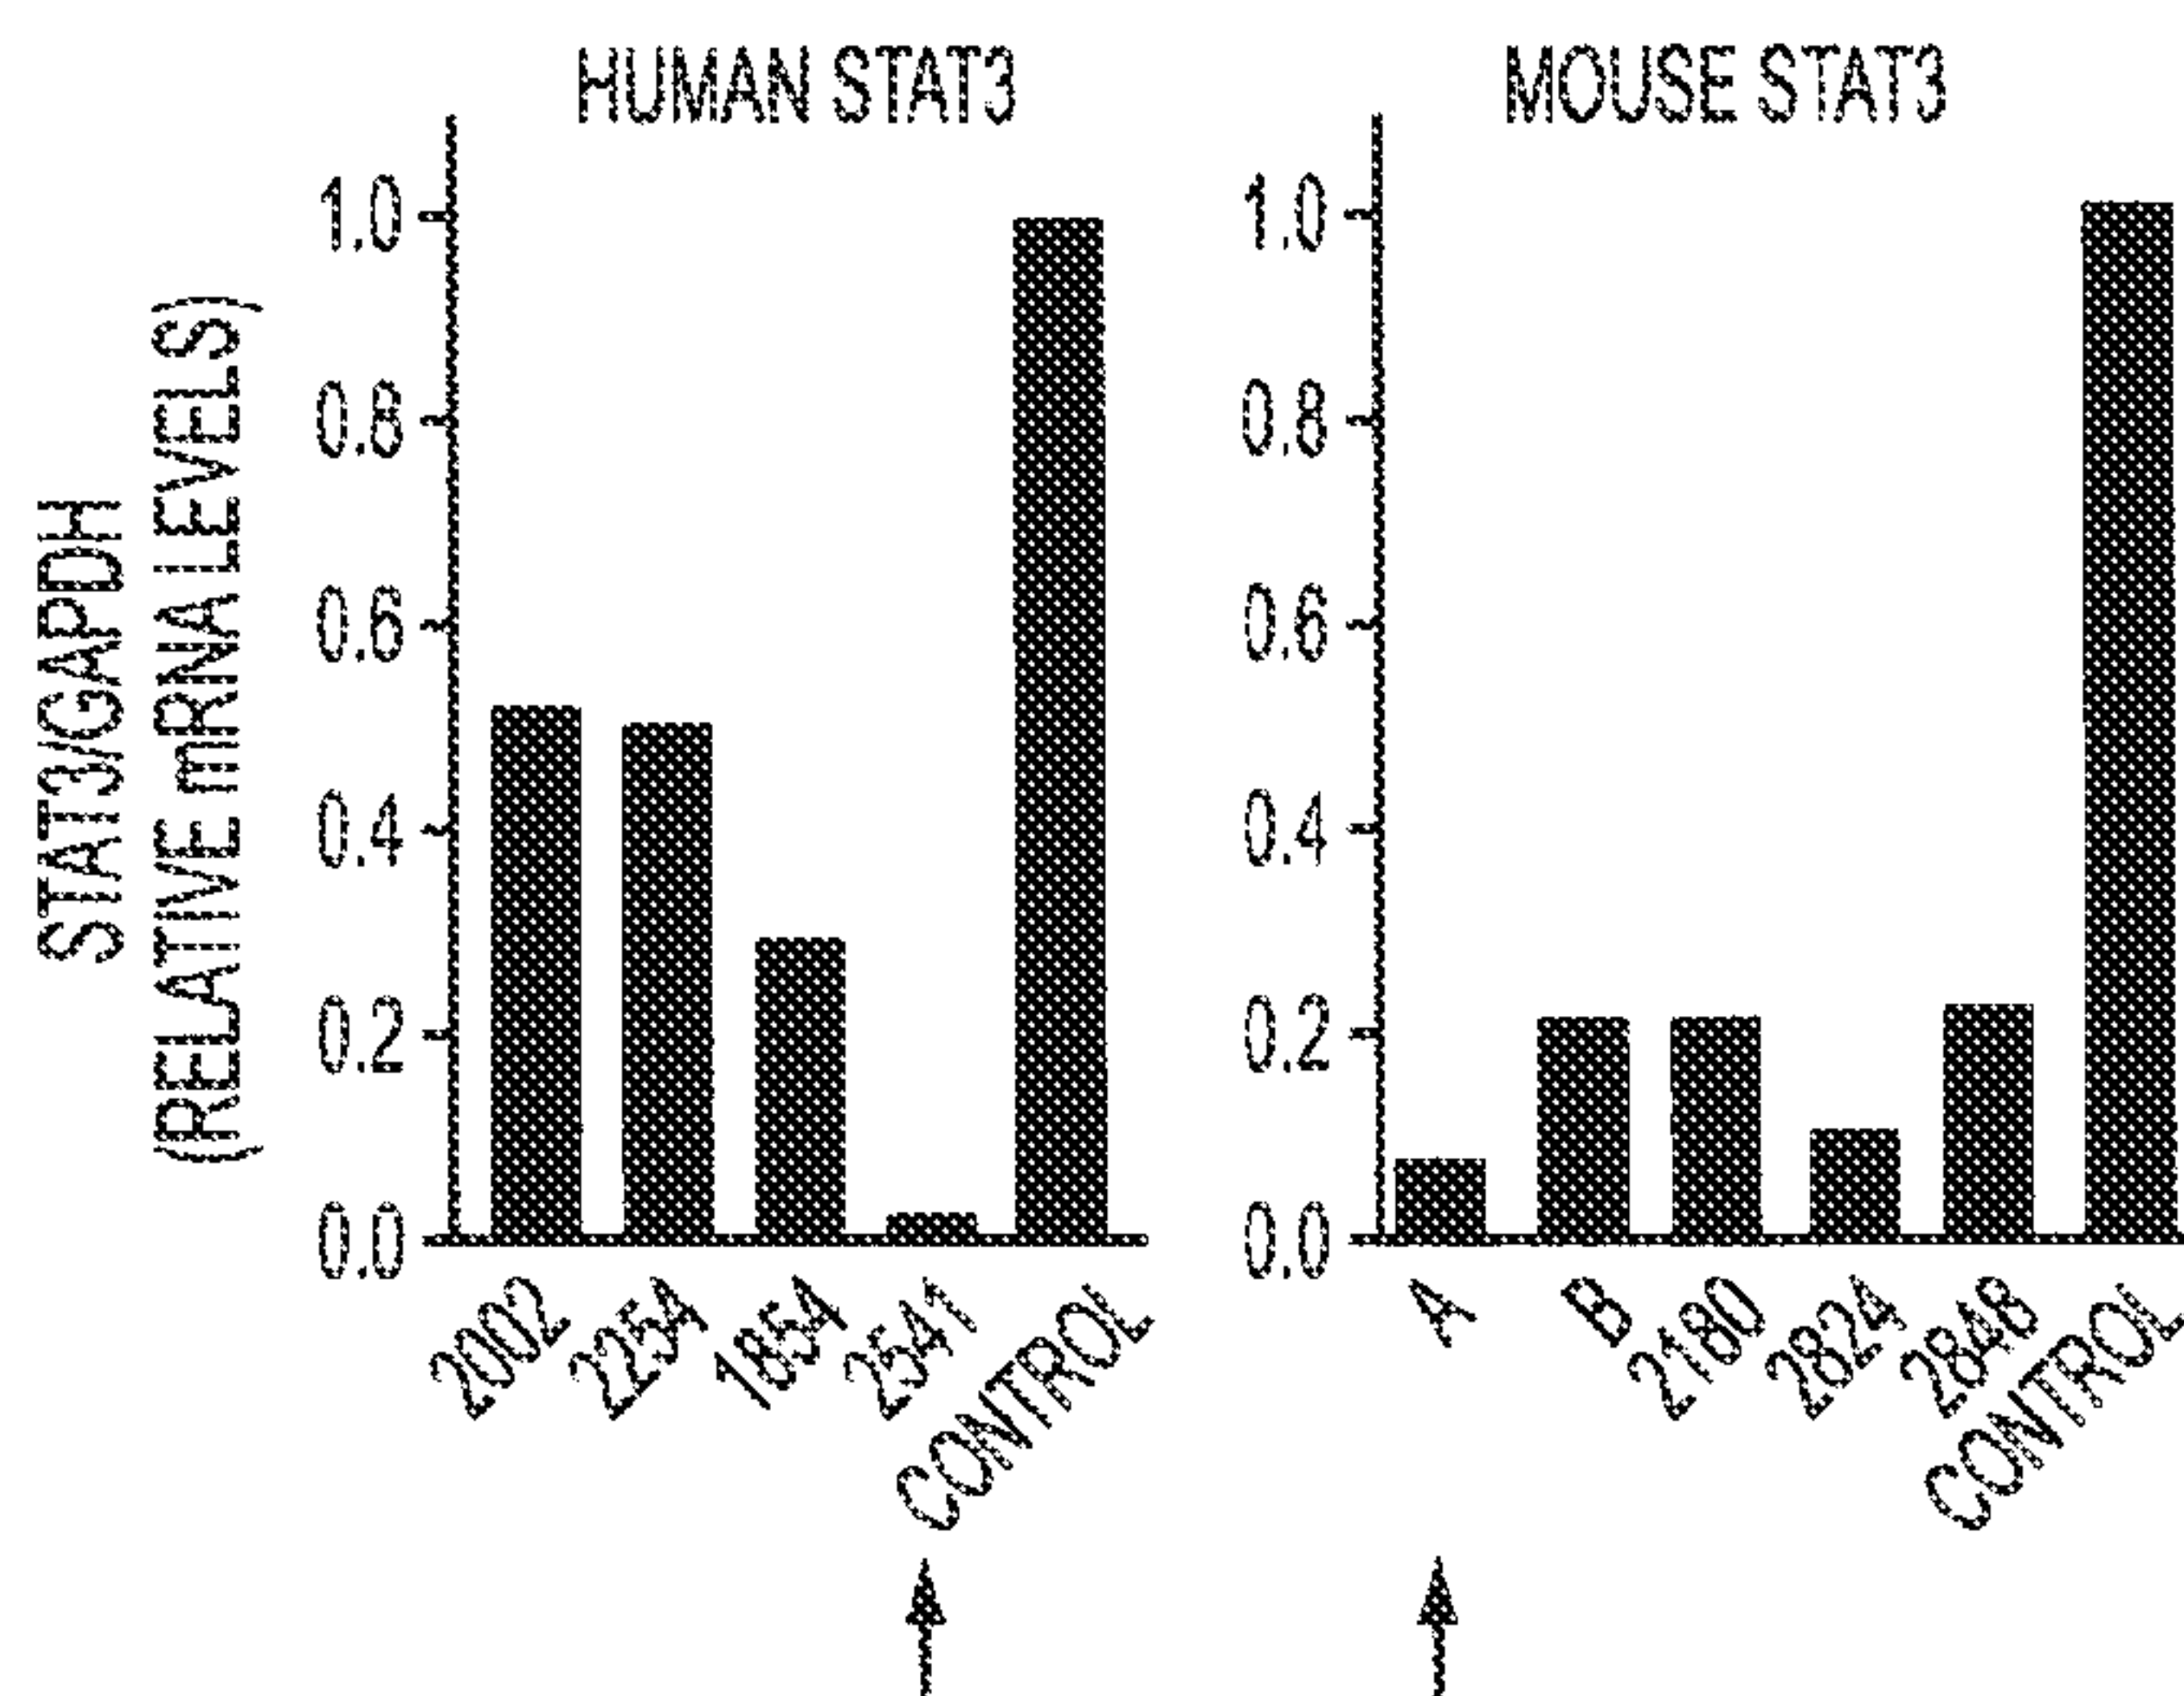 HUMAN STAT3
MOUSE STAT3
STAT3/GAPDH
(RELATIVE mRNA LEVELS)
1.0
0.8
0.6
0.4
0.2
0.0
2002
2254
1854
2541
CONTROL
1.0
0.8
0.6
0.4
0.2
0.0
A
B
2180
2824
2848
CONTROL